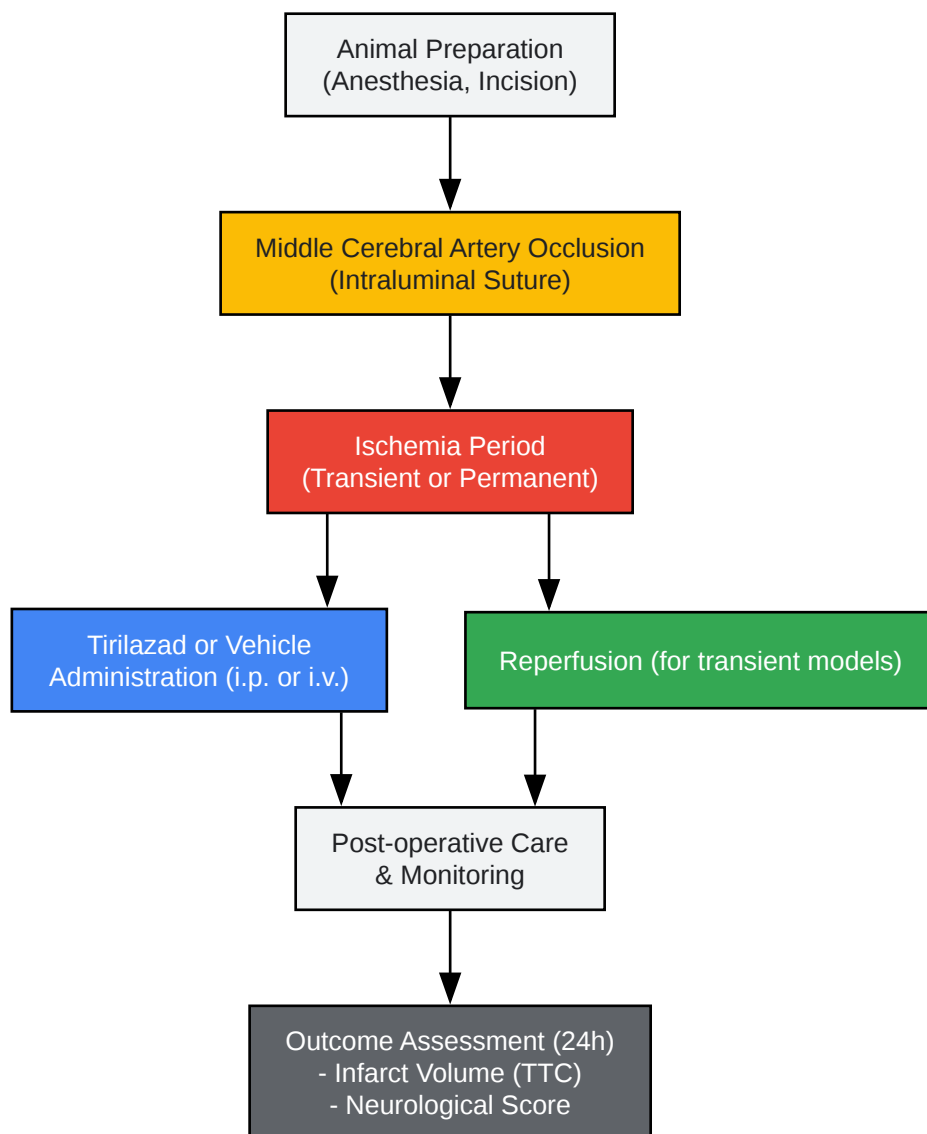 Animal Preparation
(Anesthesia, Incision)
Middle Cerebral Artery Occlusion
(Intraluminal Suture)
Ischemia Period
(Transient or Permanent)
Tirilazad or Vehicle
Administration (i.p. or i.v.)
Reperfusion (for transient models)
Post-operative Care
& Monitoring
Outcome Assessment (24h)
- Infarct Volume (TTC)
- Neurological Score